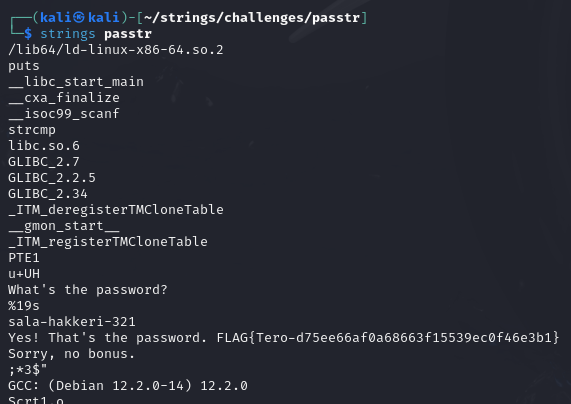 ┌──(kali㉿kali)-[~/strings/challenges/passtr]
└─$ strings passtr
/lib64/ld-linux-x86-64.so.2
puts
__libc_start_main
__cxa_finalize
__isoc99_scanf
strcmp
libc.so.6
GLIBC_2.7
GLIBC_2.2.5
GLIBC_2.34
_ITM_deregisterTMCloneTable
__gmon_start__
_ITM_registerTMCloneTable
PTE1
u+UH
What's the password?
%19s
sala-hakkeri-321
Yes! That's the password. FLAG{Tero-d75ee66af0a68663f15539ec0f46e3b1}
Sorry, no bonus.
;*3$"
GCC: (Debian 12.2.0-14) 12.2.0
Scrt1.o